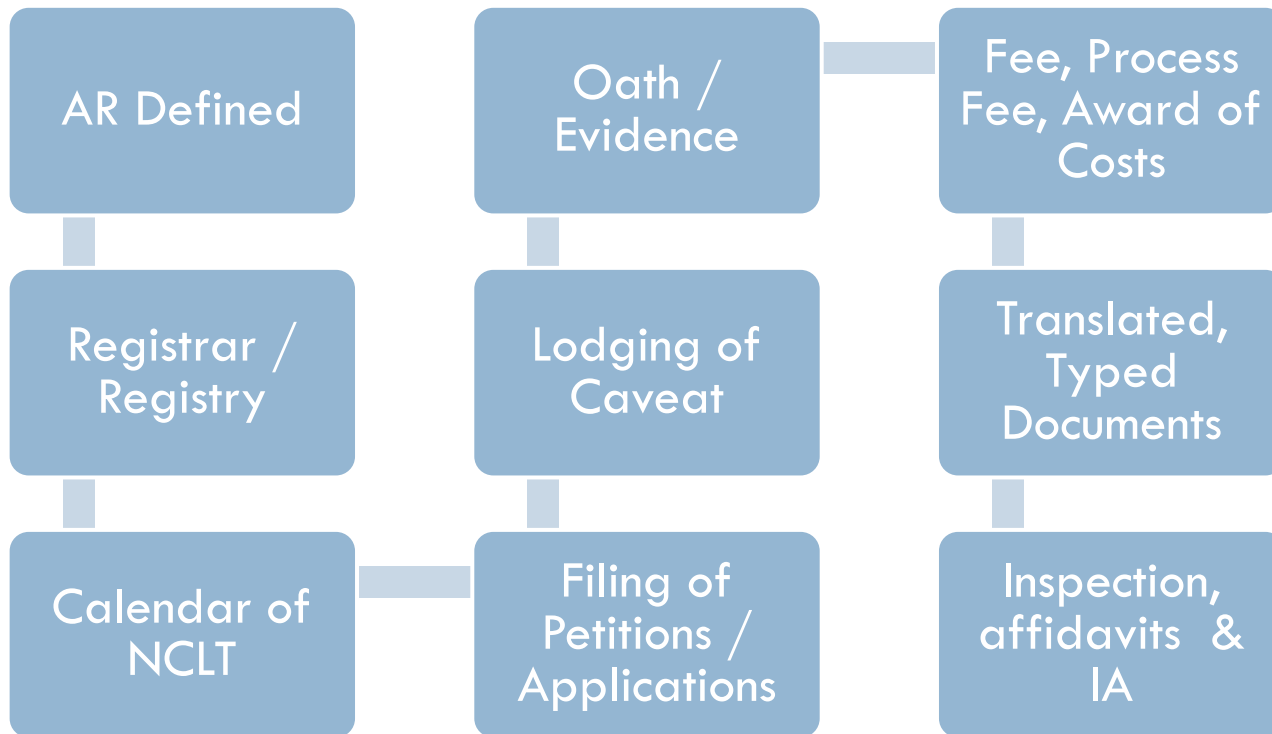 AR Defined
Registrar /
Registry
Calendar of
NCLT
Filing of
Petitions /
Applications
Lodging of
Caveat
Oath /
Evidence
Fee, Process
Fee, Award of
Costs
Translated,
Typed
Documents
Inspection,
affidavits &
IA